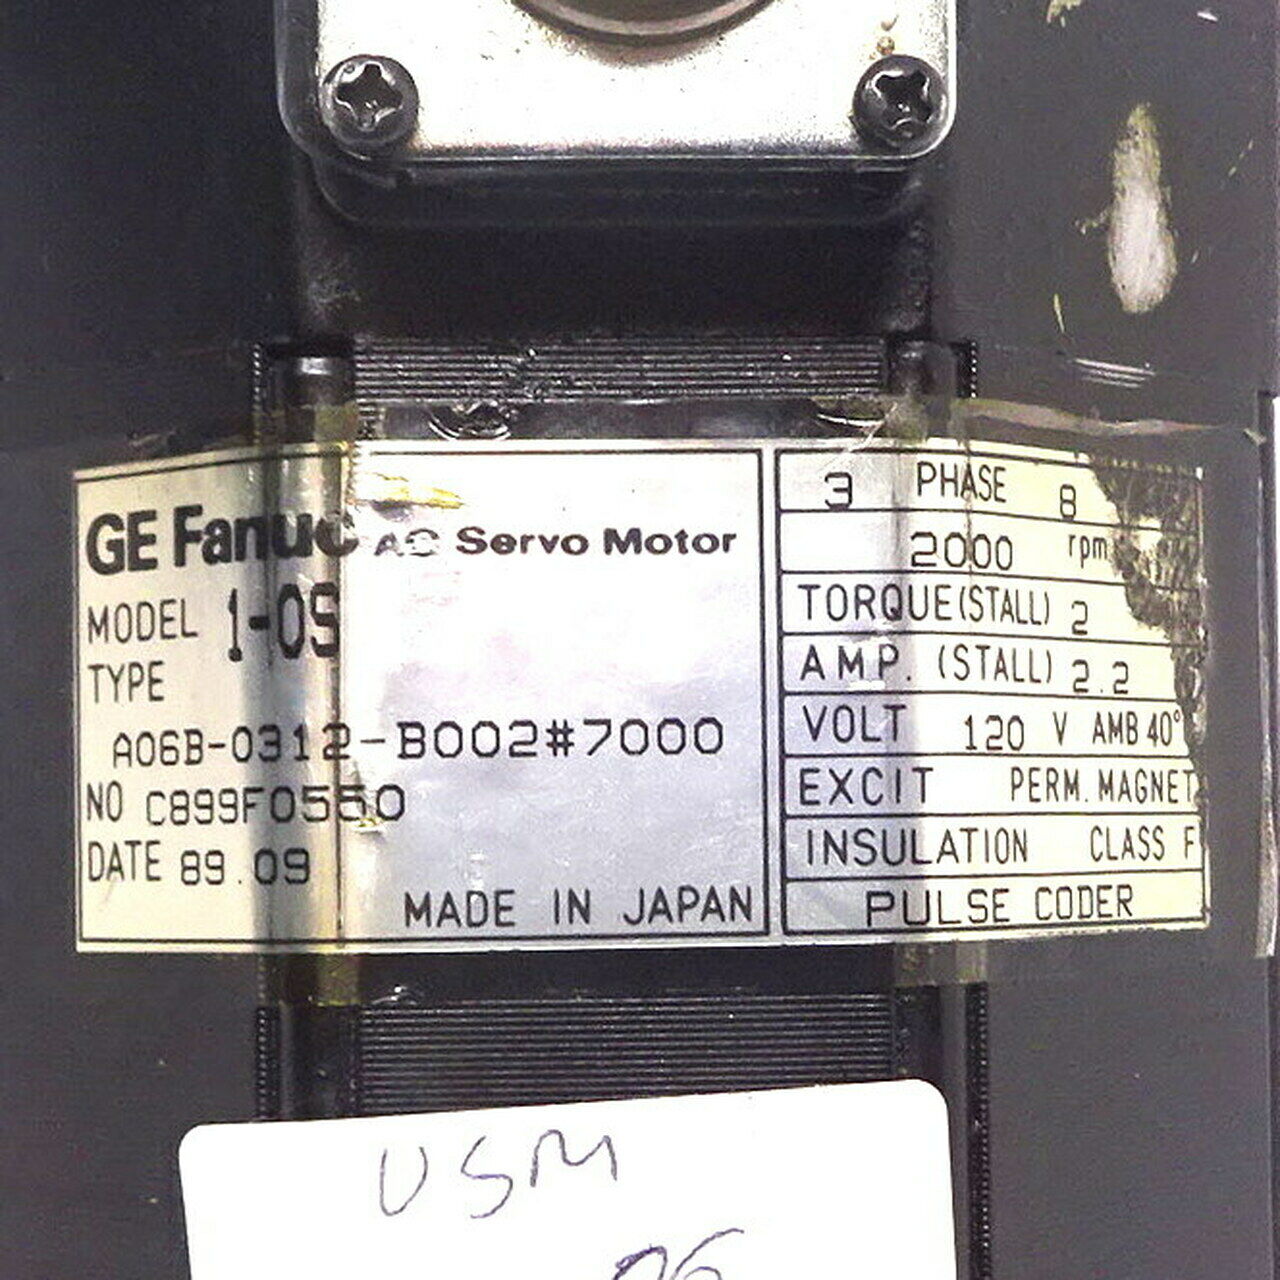 GE Fanuc AC Servo Motor
MODEL 1-0S
TYPE
A06B-0312-B002#7000
NO C899F0550
DATE 89.09
MADE IN JAPAN
3 PHASE 8
2000 rpm
TORQUE(STALL) 2
AMP. (STALL) 2.2
VOLT 120 V AMB 40°
EXCIT PERM. MAGNET
INSULATION CLASS F
PULSE CODER
USM